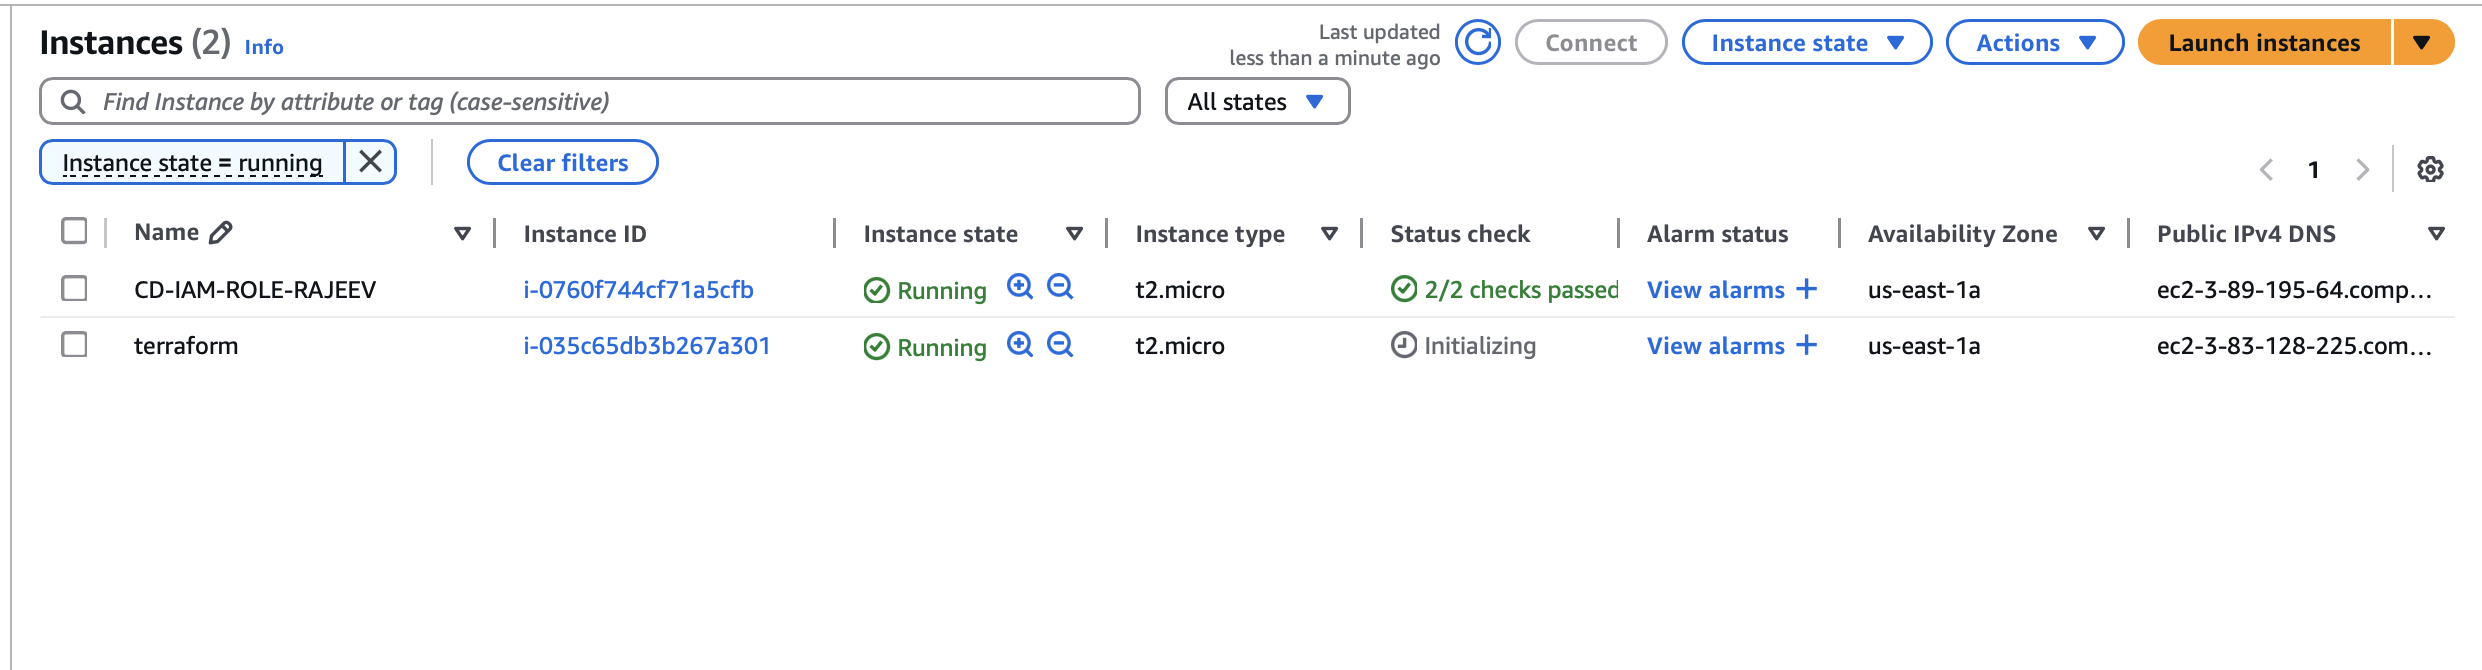 Instances (2) Info
Last updated
less than a minute ago
Connect
Instance state
Actions
Launch instances
Find Instance by attribute or tag (case-sensitive)
All states
Instance state = running
Clear filters
1
Name Instance ID Instance state Instance type Status check Alarm status Availability Zone Public IPv4 DNS
CD-IAM-ROLE-RAJEEV i-0760f744cf71a5cfb Running t2.micro 2/2 checks passed View alarms + us-east-1a ec2-3-89-195-64.comp...
terraform i-035c65db3b267a301 Running t2.micro Initializing View alarms + us-east-1a ec2-3-83-128-225.com...